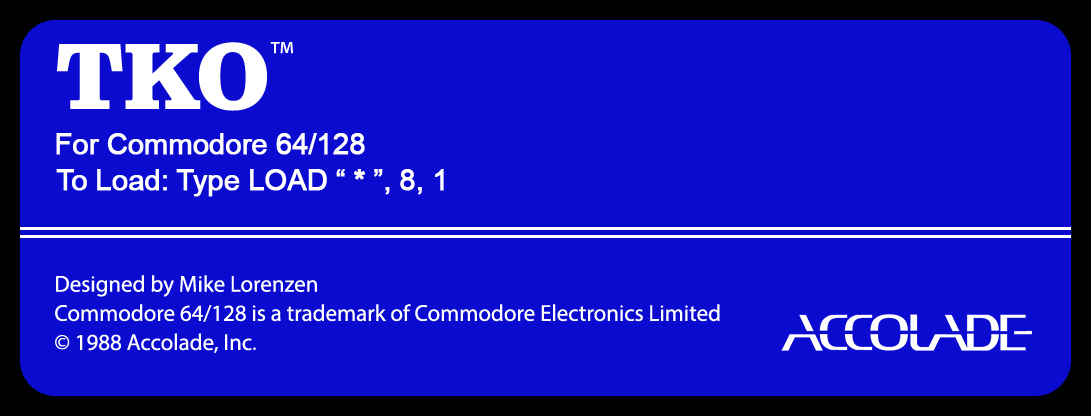 TKO™
For Commodore 64/128
To Load: Type LOAD “ * ”, 8, 1
Designed by Mike Lorenzen
Commodore 64/128 is a trademark of Commodore Electronics Limited
© 1988 Accolade, Inc.
ACCOLADE